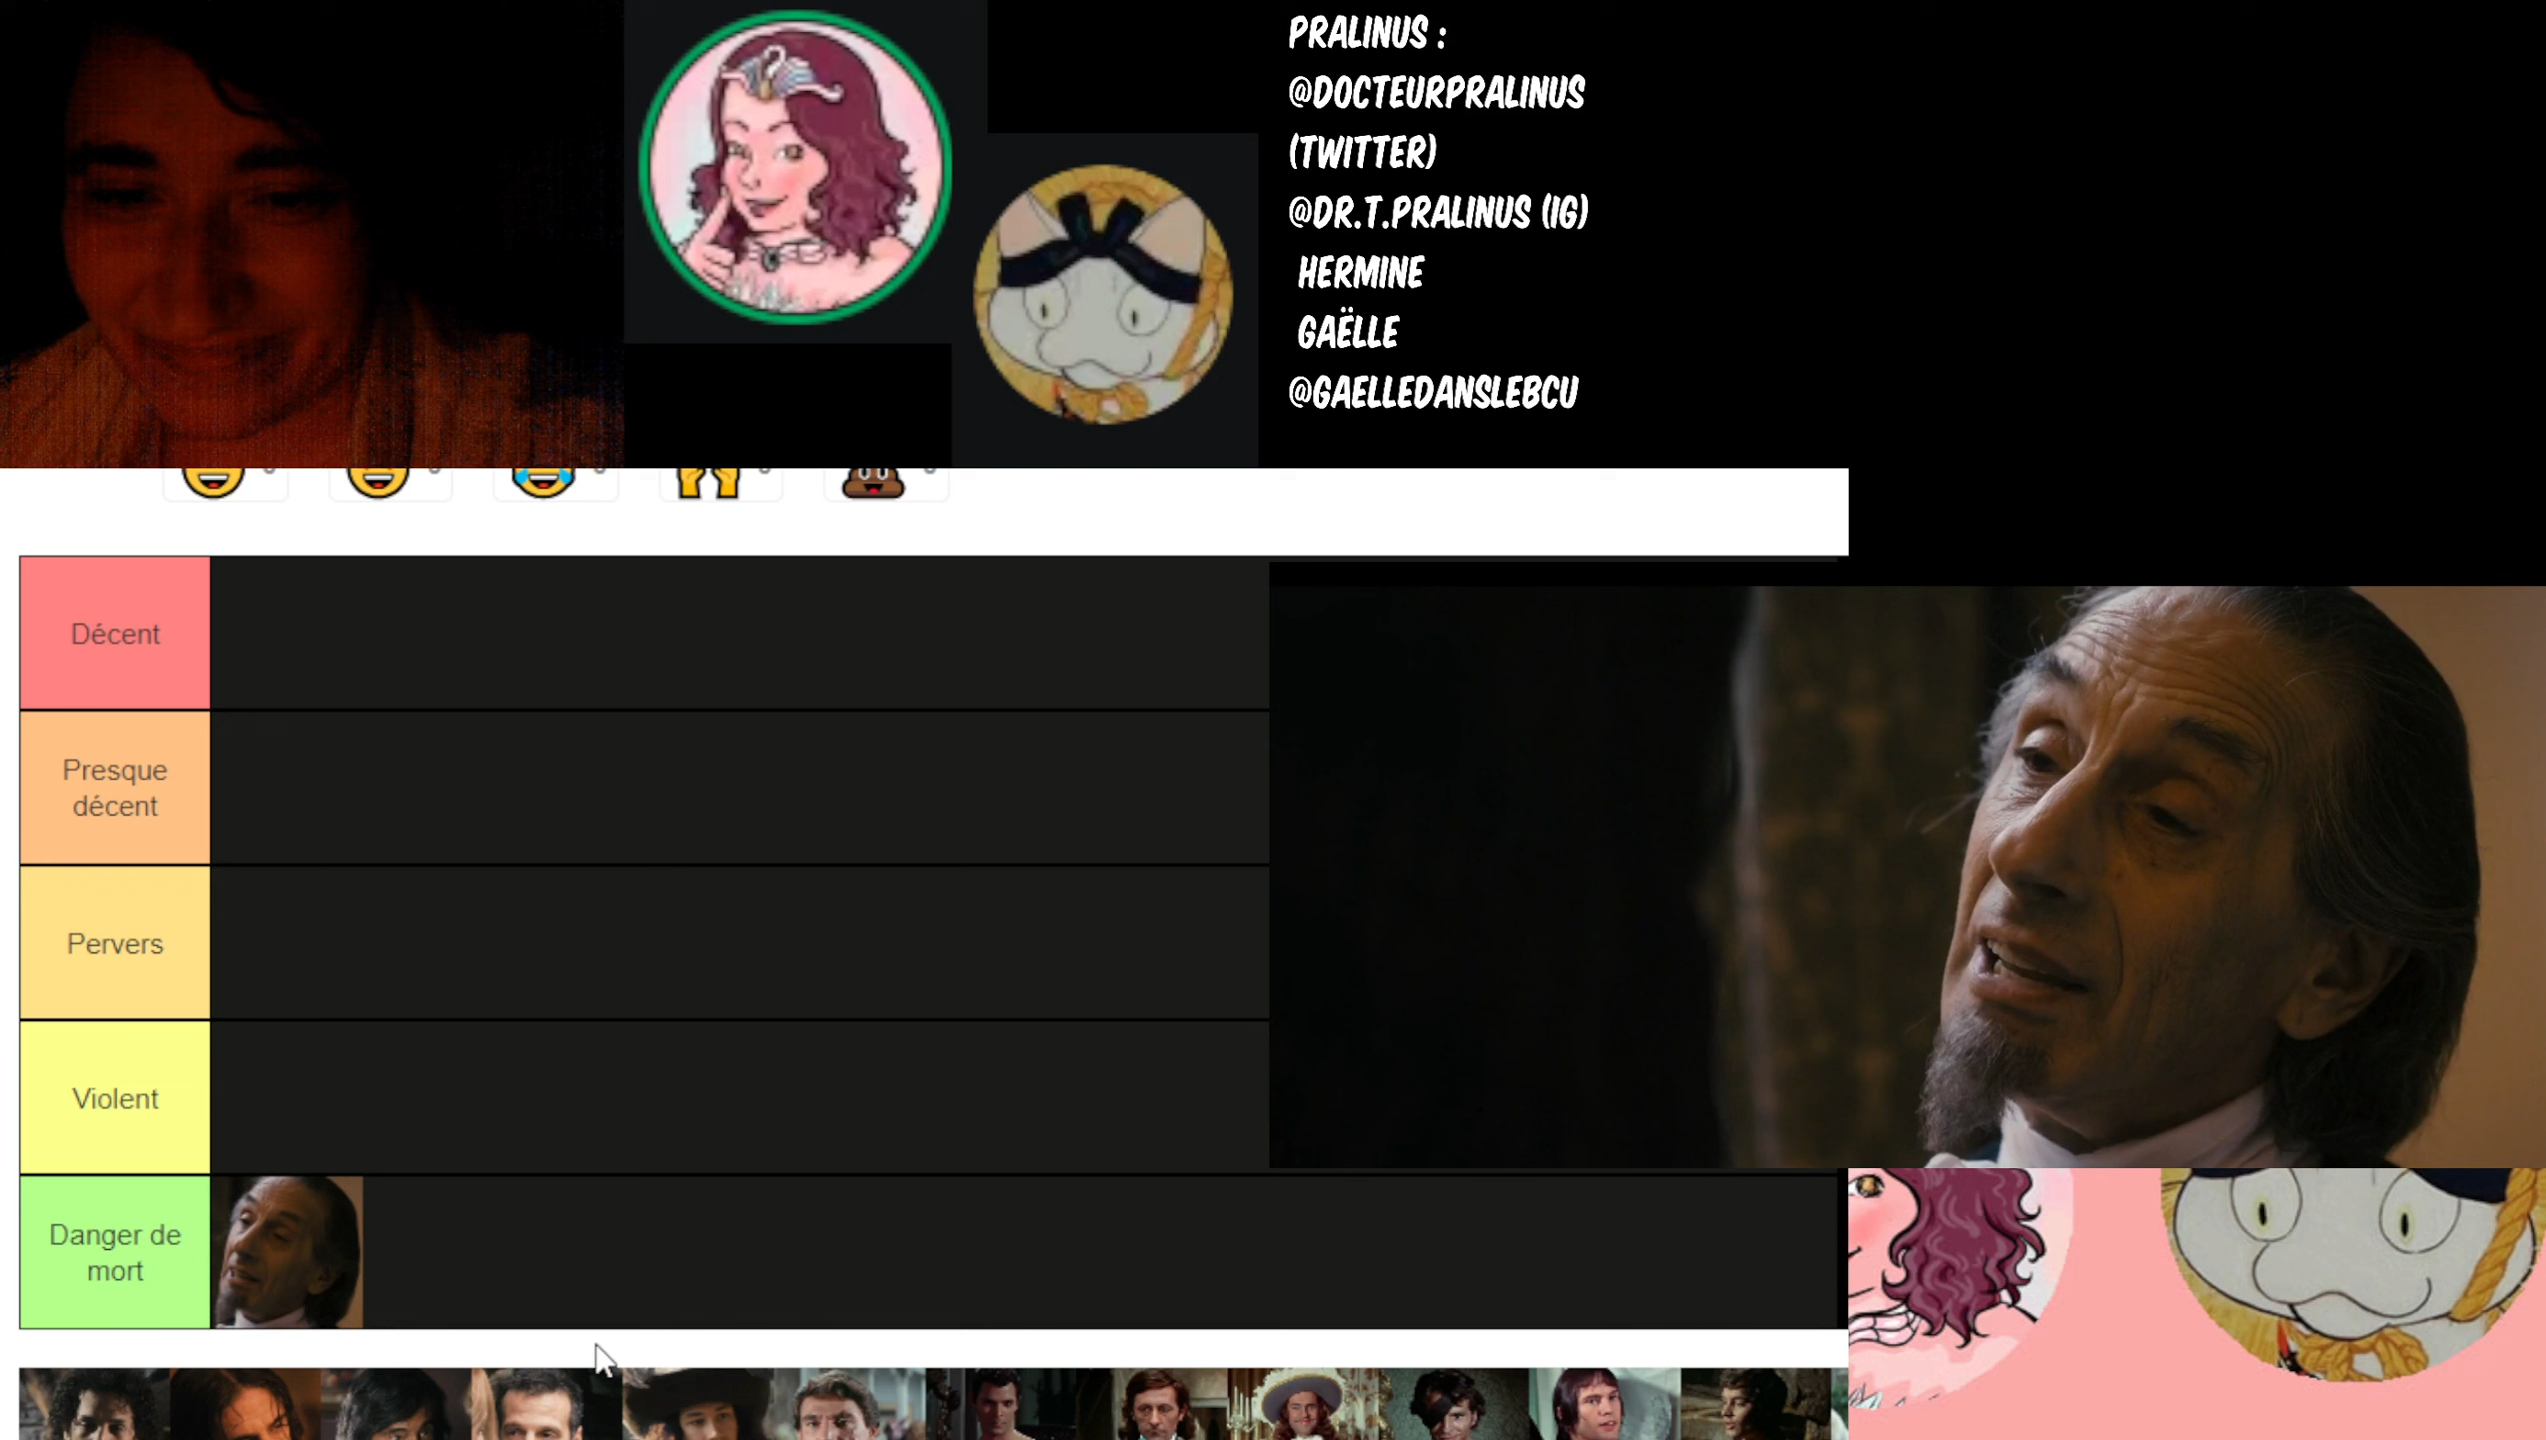 PRALINUS :
@DOCTEURPRALINUS
(TWITTER)
@DR.T.PRALINUS (IG)
HERMINE
GAËLLE
@GAELLEDANSLEBCU
Décent
Presque
décent
Pervers
Violent
Danger de
mort